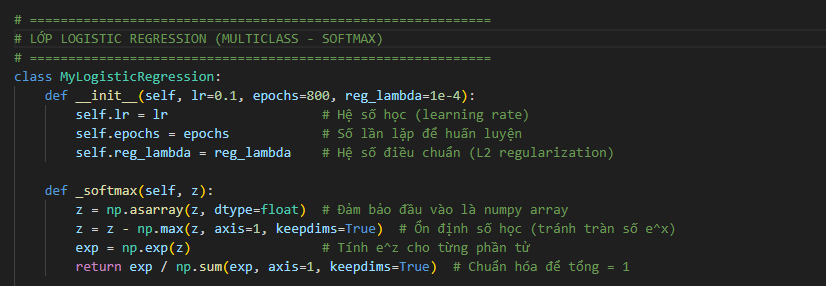 # ============================================================
# LỚP LOGISTIC REGRESSION (MULTICLASS - SOFTMAX)
# ============================================================
class MyLogisticRegression:
    def __init__(self, lr=0.1, epochs=800, reg_lambda=1e-4):
        self.lr = lr                    # Hệ số học (learning rate)
        self.epochs = epochs            # Số lần lặp để huấn luyện
        self.reg_lambda = reg_lambda    # Hệ số điều chuẩn (L2 regularization)
    def _softmax(self, z):
        z = np.asarray(z, dtype=float)  # Đảm bảo đầu vào là numpy array
        z = z - np.max(z, axis=1, keepdims=True)  # Ổn định số học (tránh tràn số e^x)
        exp = np.exp(z)                 # Tính e^z cho từng phần tử
        return exp / np.sum(exp, axis=1, keepdims=True)  # Chuẩn hóa để tổng = 1